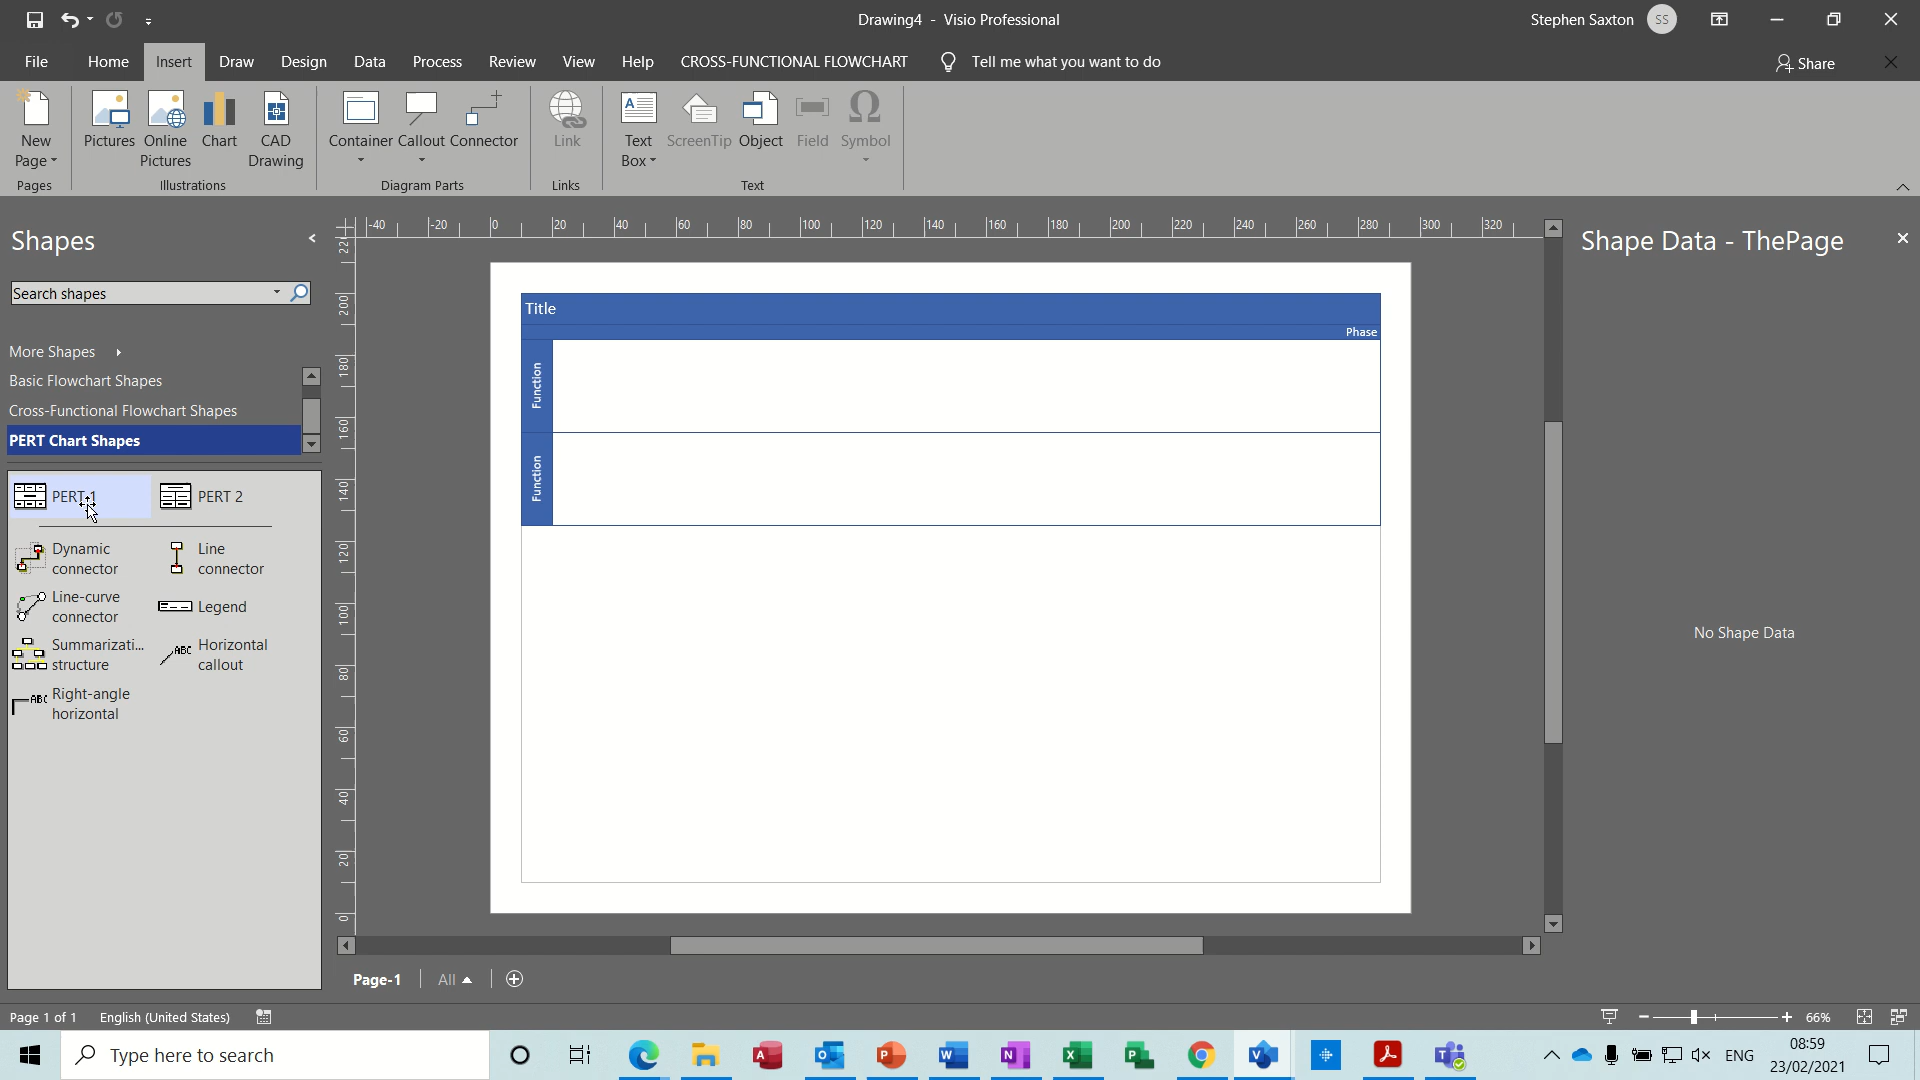 Drawing4 - Visio Professional
Stephen Saxton SS
File Home Insert Draw Design Data Process Review View Help CROSS-FUNCTIONAL FLOWCHART Tell me what you want to do Share
New Page
Pictures
Online Pictures
Chart
CAD Drawing
Container
Callout
Connector
Link
Text Box
ScreenTip
Object
Field
Symbol
Pages Illustrations Diagram Parts Links Text
Shapes
Search shapes
More Shapes
Basic Flowchart Shapes
Cross-Functional Flowchart Shapes
PERT Chart Shapes
PERT 1 PERT 2
Dynamic connector
Line connector
Line-curve connector
Legend
Summarizati... structure
ABC Horizontal callout
ABC Right-angle horizontal
-40 -20 0 20 40 60 80 100 120 140 160 180 200 220 240 260 280 300 320
22
200
180
160
140
120
100
80
60
40
20
0
Title
Phase
Function
Function
Shape Data - ThePage
No Shape Data
Page-1 All
Page 1 of 1 English (United States) 66%
Type here to search
ENG
08:59
23/02/2021